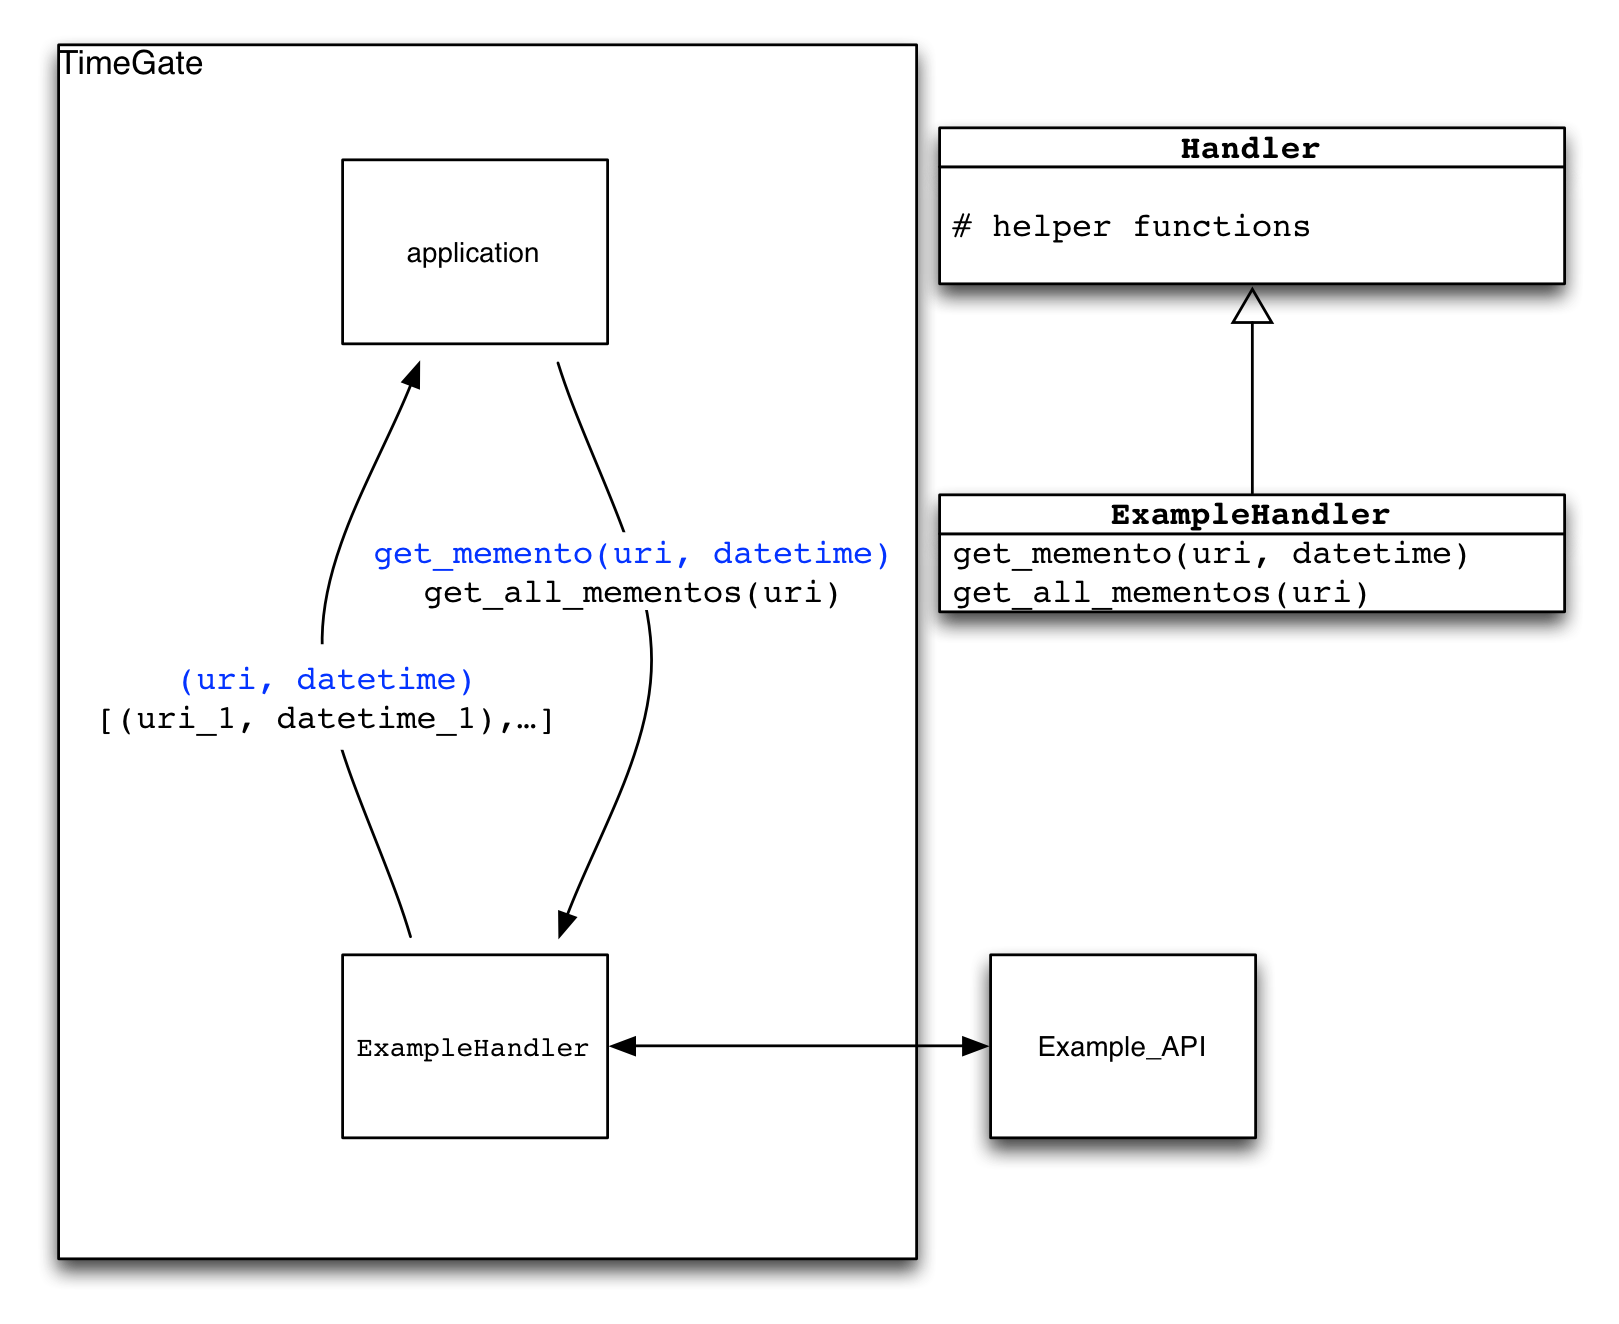 TimeGate
application
get_memento(uri, datetime)
get_all_mementos(uri)
(uri, datetime)
[(uri_1, datetime_1),…]
ExampleHandler
Handler
# helper functions
ExampleHandler
get_memento(uri, datetime)
get_all_mementos(uri)
Example_API